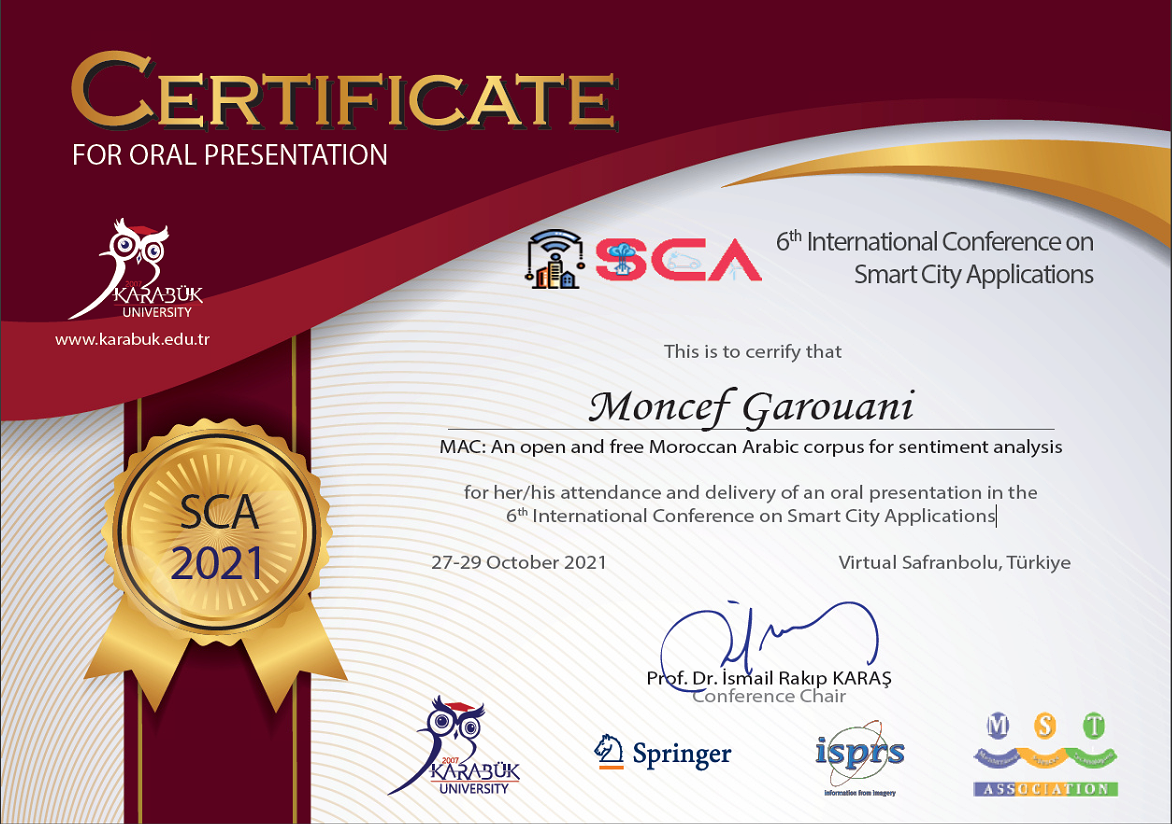 CERTIFICATE
FOR ORAL PRESENTATION
2007
KARABÜK
UNIVERSITY
www.karabuk.edu.tr
SCA
6th International Conference on
Smart City Applications
This is to cerrify that
Moncef Garouani
MAC: An open and free Moroccan Arabic corpus for sentiment analysis
for her/his attendance and delivery of an oral presentation in the
6th International Conference on Smart City Applications
SCA
2021
27-29 October 2021
Virtual Safranbolu, Türkiye
Prof. Dr. İsmail Rakıp KARAŞ
Conference Chair
2007
KARABÜK
UNIVERSITY
Springer
isprs
information from imagery
M S T
ASSOCIATION